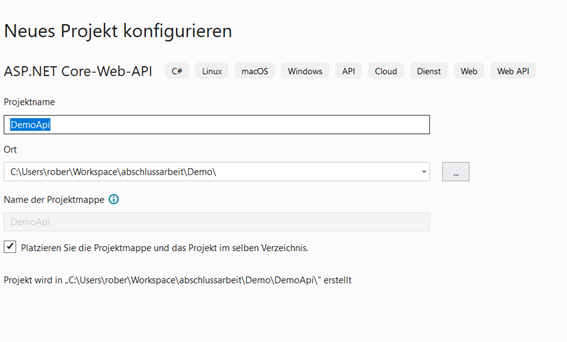 Neues Projekt konfigurieren
ASP.NET Core-Web-API C# Linux macOS Windows API Cloud Dienst Web Web API
Projektname
DemoApi
Ort
C:\Users\rober\Workspace\abschlussarbeit\Demo\ ...
Name der Projektmappe
DemoApi
Platzieren Sie die Projektmappe und das Projekt im selben Verzeichnis.
Projekt wird in „C:\Users\rober\Workspace\abschlussarbeit\Demo\DemoApi\“ erstellt